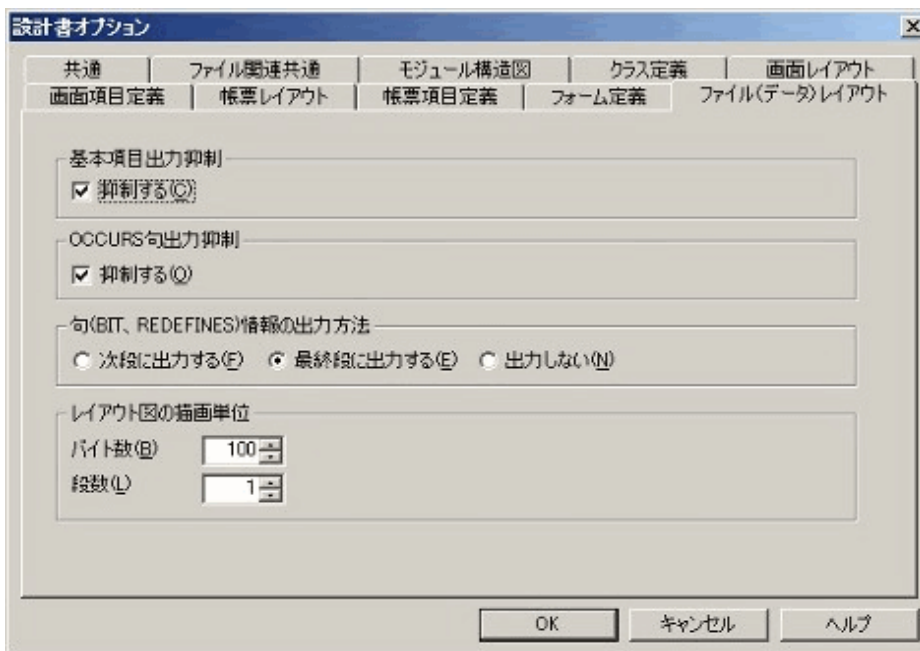 設計書オプション
共通 ファイル関連共通 モジュール構造図 クラス定義 画面レイアウト
画面項目定義 帳票レイアウト 帳票項目定義 フォーム定義 ファイル(データ)レイアウト
基本項目出力抑制
抑制する(C)
OCCURS句出力抑制
抑制する(O)
句(BIT、REDEFINES)情報の出力方法
次段に出力する(F) 最終段に出力する(E) 出力しない(N)
レイアウト図の描画単位
バイト数(B) 100
段数(L) 1
OK キャンセル ヘルプ